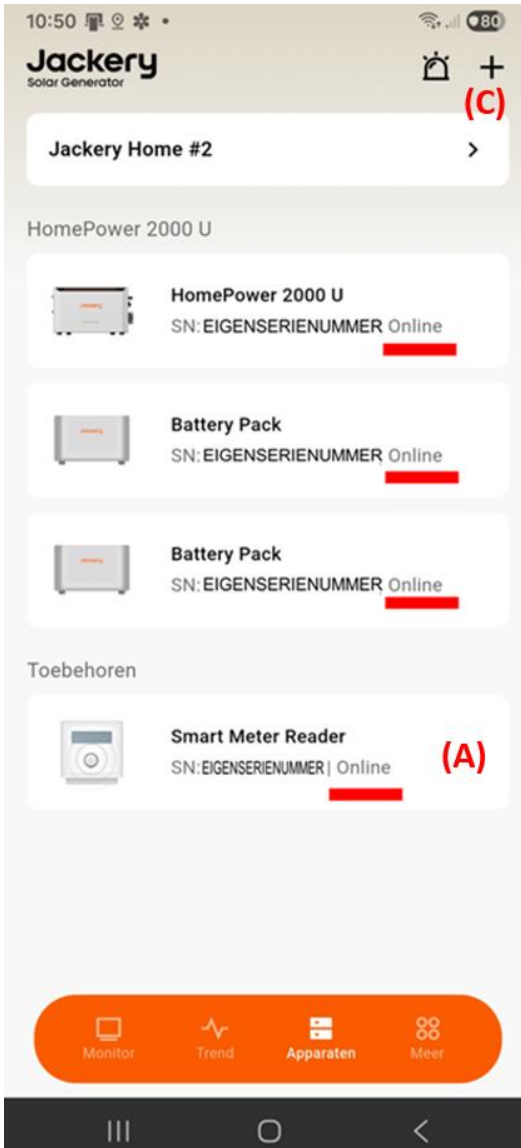 10:50
80
Jackery
Solar Generator
(C)
Jackery Home #2
HomePower 2000 U
HomePower 2000 U
SN: EIGENSERIENUMMER Online
Battery Pack
SN: EIGENSERIENUMMER Online
Battery Pack
SN: EIGENSERIENUMMER Online
Toebehoren
Smart Meter Reader
SN:EIGENSERIENUMMER | Online
(A)
Monitor Trend Apparaten Meer